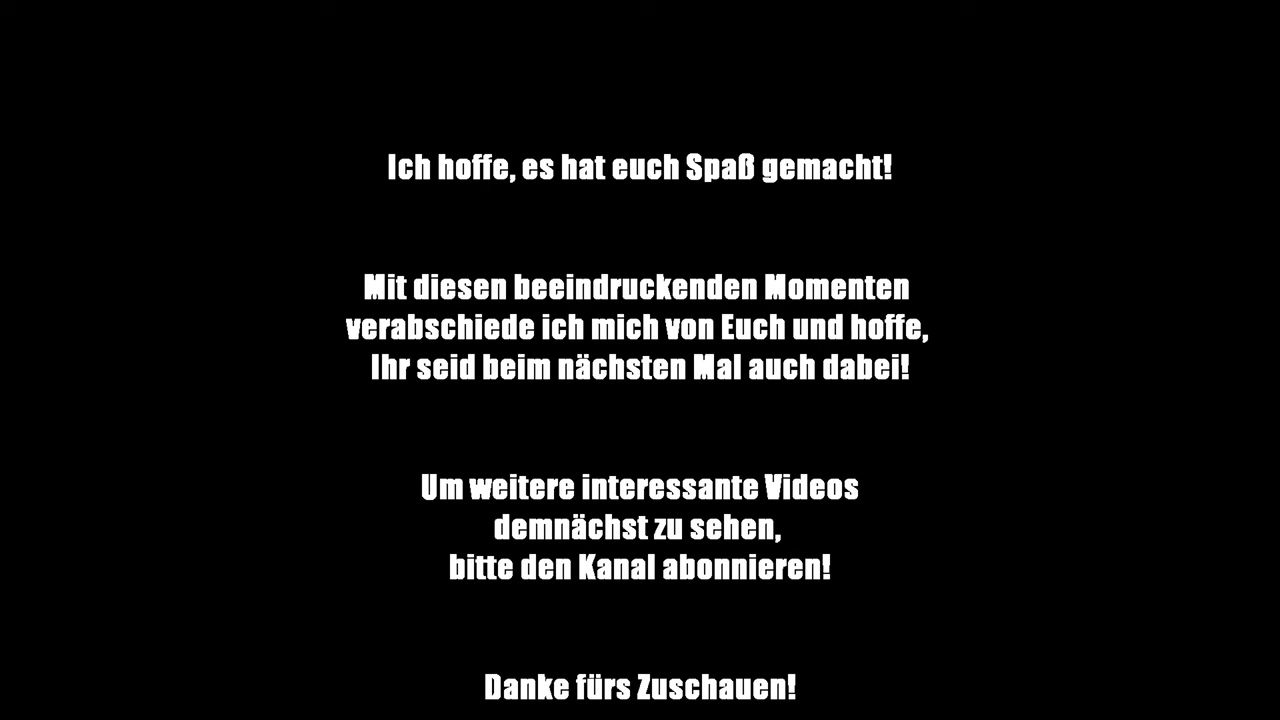 Ich hoffe, es hat euch Spaß gemacht!
Mit diesen beeindruckenden Momenten
verabschiede ich mich von Euch und hoffe,
Ihr seid beim nächsten Mal auch dabei!
Um weitere interessante Videos
demnächst zu sehen,
bitte den Kanal abonnieren!
Danke fürs Zuschauen!